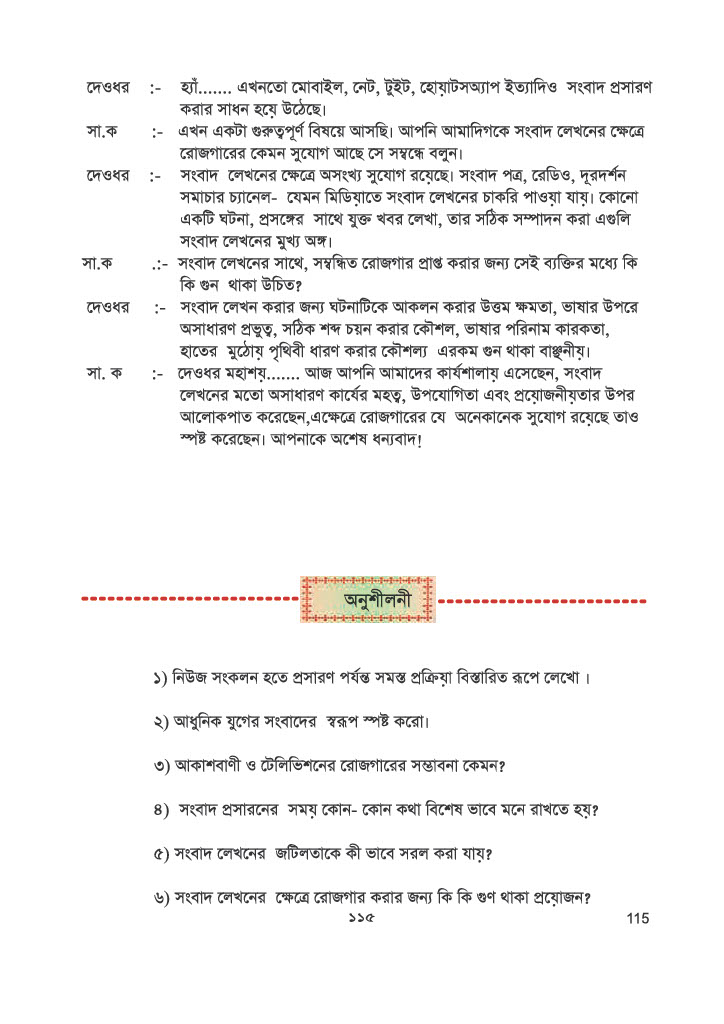 দেওধর :- হ্যাঁ....... এখনতো মোবাইল, নেট, টুইট, হোয়াটসঅ্যাপ ইত্যাদিও সংবাদ প্রসারণ
করার সাধন হয়ে উঠেছে।
সা.ক :- এখন একটা গুরুত্বপূর্ণ বিষয়ে আসছি। আপনি আমাদিগকে সংবাদ লেখনের ক্ষেত্রে
রোজগারের কেমন সুযোগ আছে সে সম্বন্ধে বলুন।
দেওধর :- সংবাদ লেখনের ক্ষেত্রে অসংখ্য সুযোগ রয়েছে। সংবাদ পত্র, রেডিও, দূরদর্শন
সমাচার চ্যানেল- যেমন মিডিয়াতে সংবাদ লেখনের চাকরি পাওয়া যায়। কোনো
একটি ঘটনা, প্রসঙ্গের সাথে যুক্ত খবর লেখা, তার সঠিক সম্পাদন করা এগুলি
সংবাদ লেখনের মুখ্য অঙ্গ।
সা.ক .:- সংবাদ লেখনের সাথে, সম্বন্ধিত রোজগার প্রাপ্ত করার জন্য সেই ব্যক্তির মধ্যে কি
কি গুন থাকা উচিত?
দেওধর :- সংবাদ লেখন করার জন্য ঘটনাটিকে আকলন করার উত্তম ক্ষমতা, ভাষার উপরে
অসাধারণ প্রভুত্ব, সঠিক শব্দ চয়ন করার কৌশল, ভাষার পরিনাম কারকতা,
হাতের মুঠোয় পৃথিবী ধারণ করার কৌশল্য এরকম গুন থাকা বাঞ্ছনীয়।
সা. ক :- দেওধর মহাশয়....... আজ আপনি আমাদের কার্যশালায় এসেছেন, সংবাদ
লেখনের মতো অসাধারণ কার্যের মহত্ব, উপযোগিতা এবং প্রয়োজনীয়তার উপর
আলোকপাত করেছেন,এক্ষেত্রে রোজগারের যে অনেকানেক সুযোগ রয়েছে তাও
স্পষ্ট করেছেন। আপনাকে অশেষ ধন্যবাদ!
অনুশীলনী
১) নিউজ সংকলন হতে প্রসারণ পর্যন্ত সমস্ত প্রক্রিয়া বিস্তারিত রূপে লেখো ।
২) আধুনিক যুগের সংবাদের স্বরূপ স্পষ্ট করো।
৩) আকাশবাণী ও টেলিভিশনের রোজগারের সম্ভাবনা কেমন?
৪) সংবাদ প্রসারনের সময় কোন- কোন কথা বিশেষ ভাবে মনে রাখতে হয়?
৫) সংবাদ লেখনের জটিলতাকে কী ভাবে সরল করা যায়?
৬) সংবাদ লেখনের ক্ষেত্রে রোজগার করার জন্য কি কি গুণ থাকা প্রয়োজন?
১১৫ 115